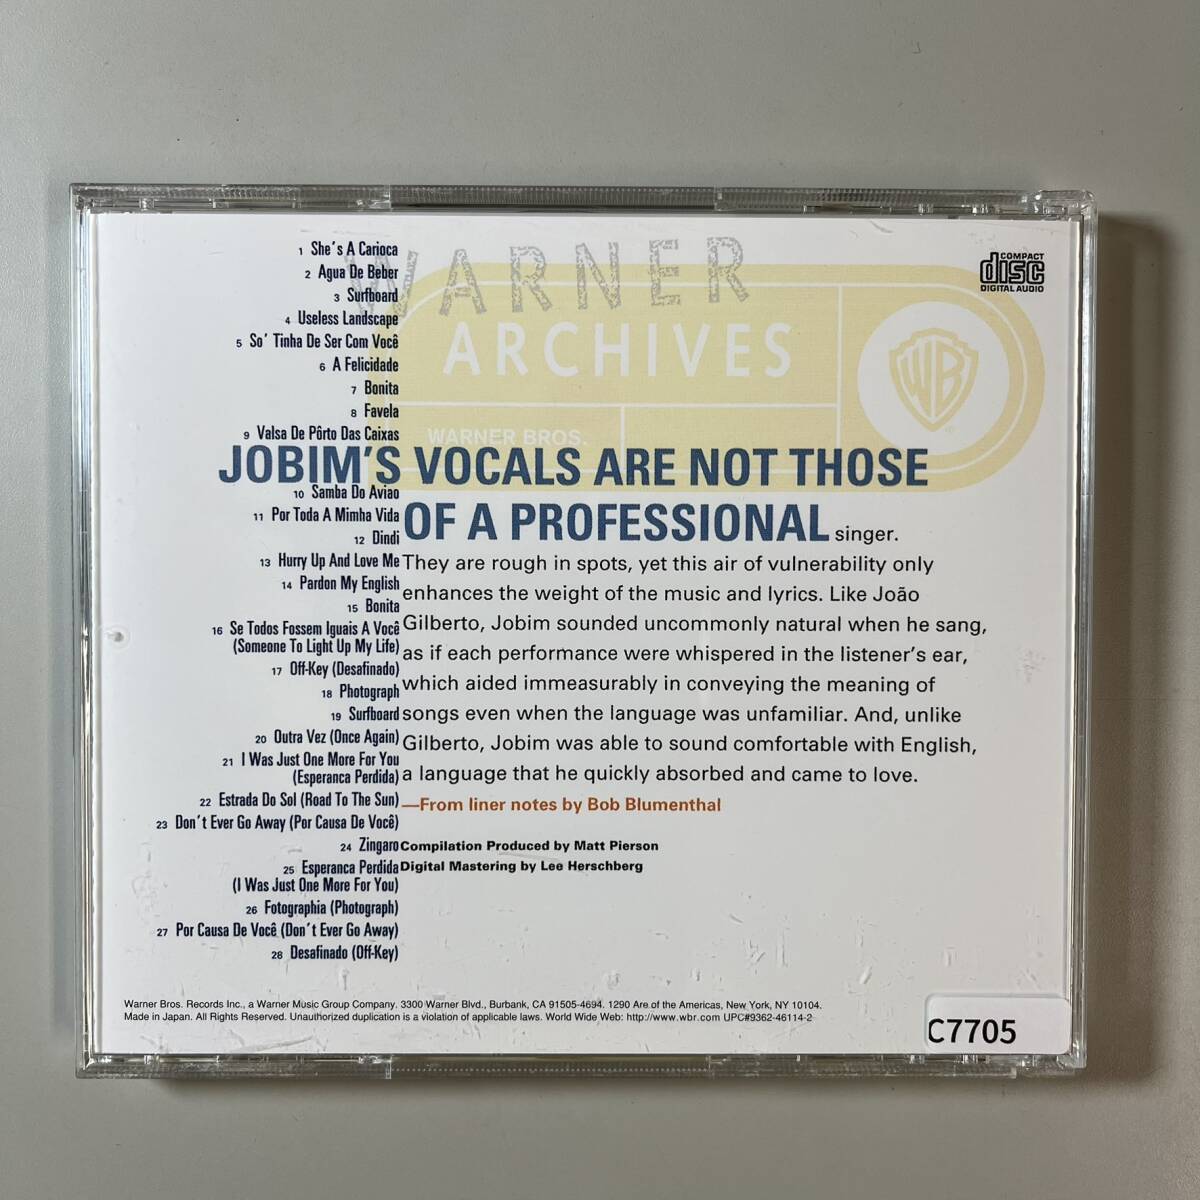 WARNER
ARCHIVES
WARNER BROS.
WB
COMPACT
disc
DIGITAL AUDIO
1 She's A Carioca
2 Agua De Beber
3 Surfboard
4 Useless Landscape
5 So' Tinha De Ser Com Você
6 A Felicidade
7 Bonita
8 Favela
9 Valsa De Pôrto Das Caixas
10 Samba Do Aviao
11 Por Toda A Mimha Vida
12 Dindi
13 Hurry Up And Love Me
14 Pardon My English
15 Bonita
16 Se Todos Fossem Iguais A Você
(Someone To Light Up My Life)
17 Off-Key (Desafinado)
18 Photograph
19 Surfboard
20 Outra Vez (Once Again)
21 I Was Just One More For You
(Esperanca Perdida)
22 Estrada Do Sol (Road To The Sun)
23 Don't Ever Go Away (Por Causa De Você)
24 Zingaro
25 Esperanca Perdida
(I Was Just One More For You)
26 Fotographia (Photograph)
27 Por Causa De Você (Don't Ever Go Away)
28 Desafinado (Off-Key)
JOBIM'S VOCALS ARE NOT THOSE
OF A PROFESSIONAL singer.
They are rough in spots, yet this air of vulnerability only
enhances the weight of the music and lyrics. Like João
Gilberto, Jobim sounded uncommonly natural when he sang,
as if each performance were whispered in the listener's ear,
which aided immeasurably in conveying the meaning of
songs even when the language was unfamiliar. And, unlike
Gilberto, Jobim was able to sound comfortable with English,
a language that he quickly absorbed and came to love.
—From liner notes by Bob Blumenthal
Compilation Produced by Matt Pierson
Digital Mastering by Lee Herschberg
Warner Bros. Records Inc., a Warner Music Group Company. 3300 Warner Blvd., Burbank, CA 91505-4694. 1290 Are.of the Americas, New York, NY 10104.
Made in Japan. All Rights Reserved. Unauthorized duplication is a violation of applicable laws. World Wide Web: http://www.wbr.com UPC#9362-46114-2
C7705